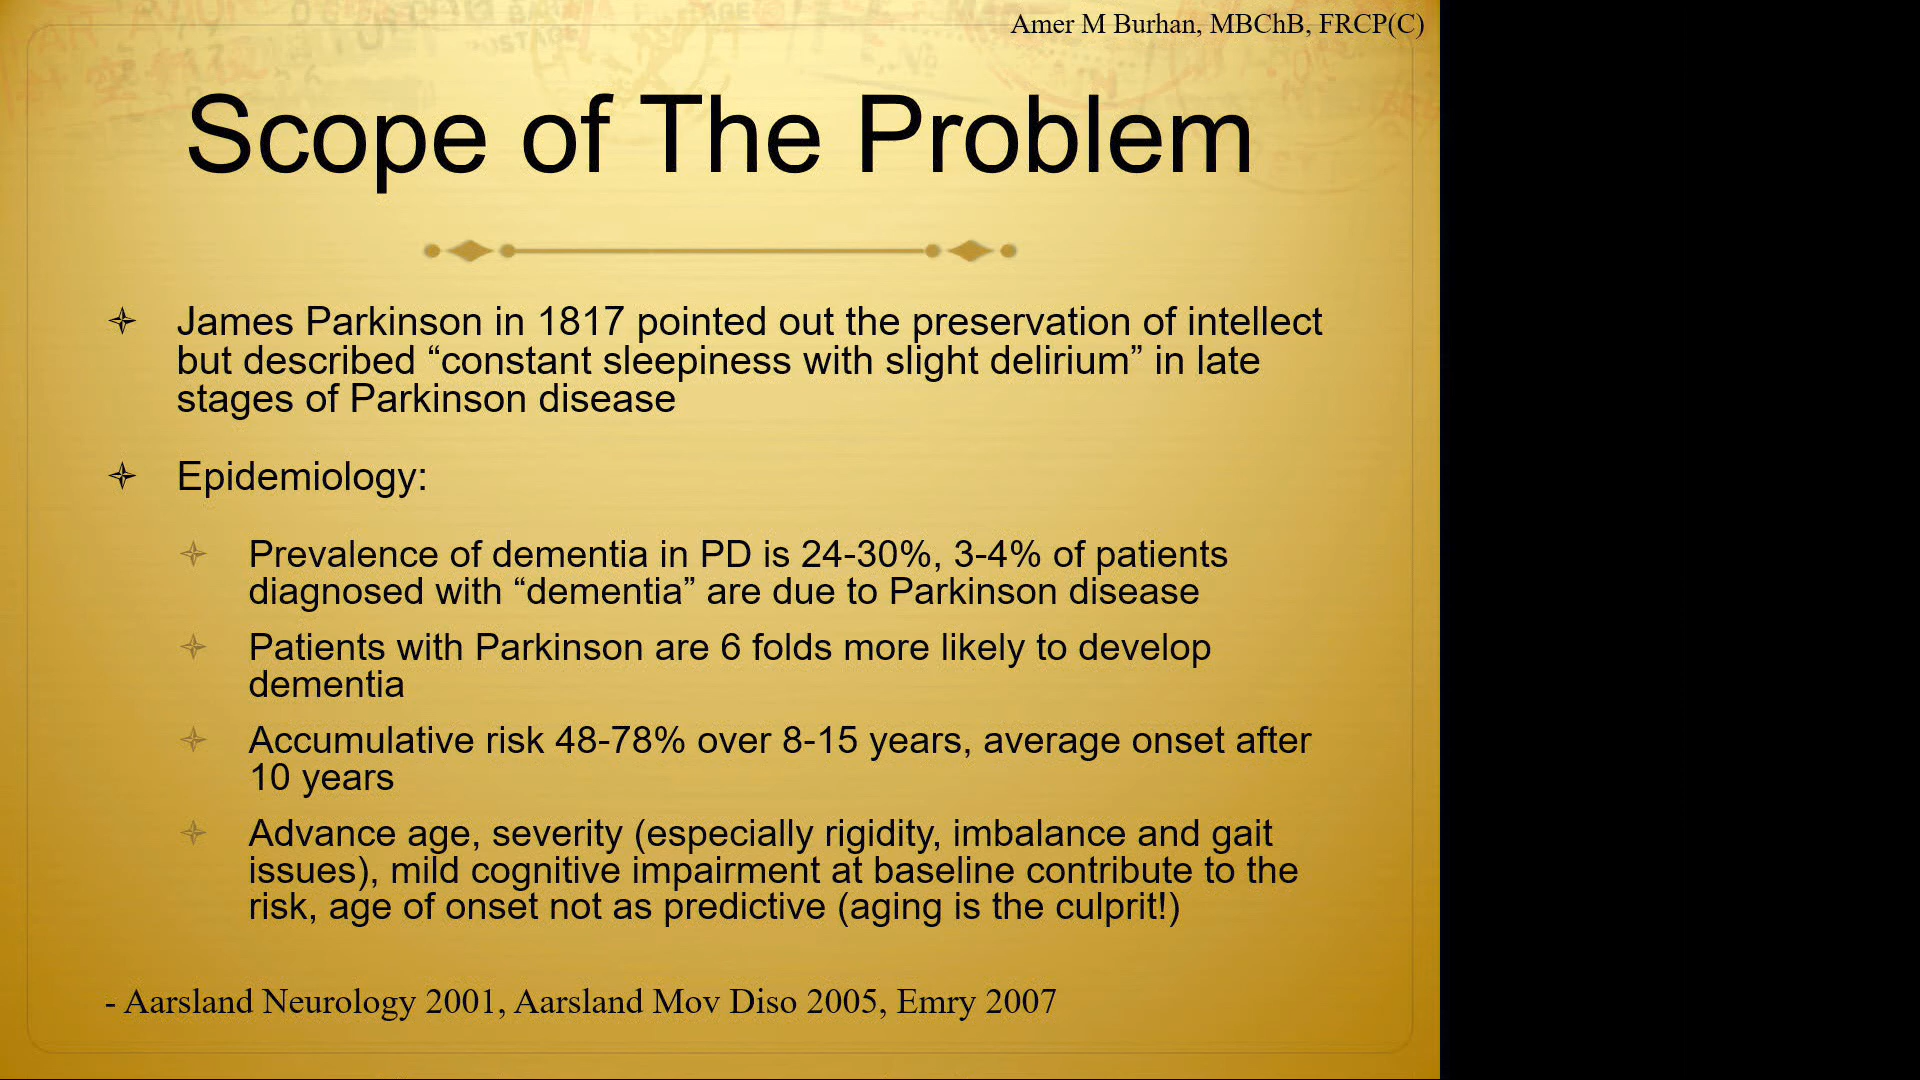 Amer M Burhan, MBChB, FRCP(C)
Scope of The Problem
James Parkinson in 1817 pointed out the preservation of intellect
but described “constant sleepiness with slight delirium” in late
stages of Parkinson disease
Epidemiology:
Prevalence of dementia in PD is 24-30%, 3-4% of patients
diagnosed with “dementia” are due to Parkinson disease
Patients with Parkinson are 6 folds more likely to develop
dementia
Accumulative risk 48-78% over 8-15 years, average onset after
10 years
Advance age, severity (especially rigidity, imbalance and gait
issues), mild cognitive impairment at baseline contribute to the
risk, age of onset not as predictive (aging is the culprit!)
- Aarsland Neurology 2001, Aarsland Mov Diso 2005, Emry 2007